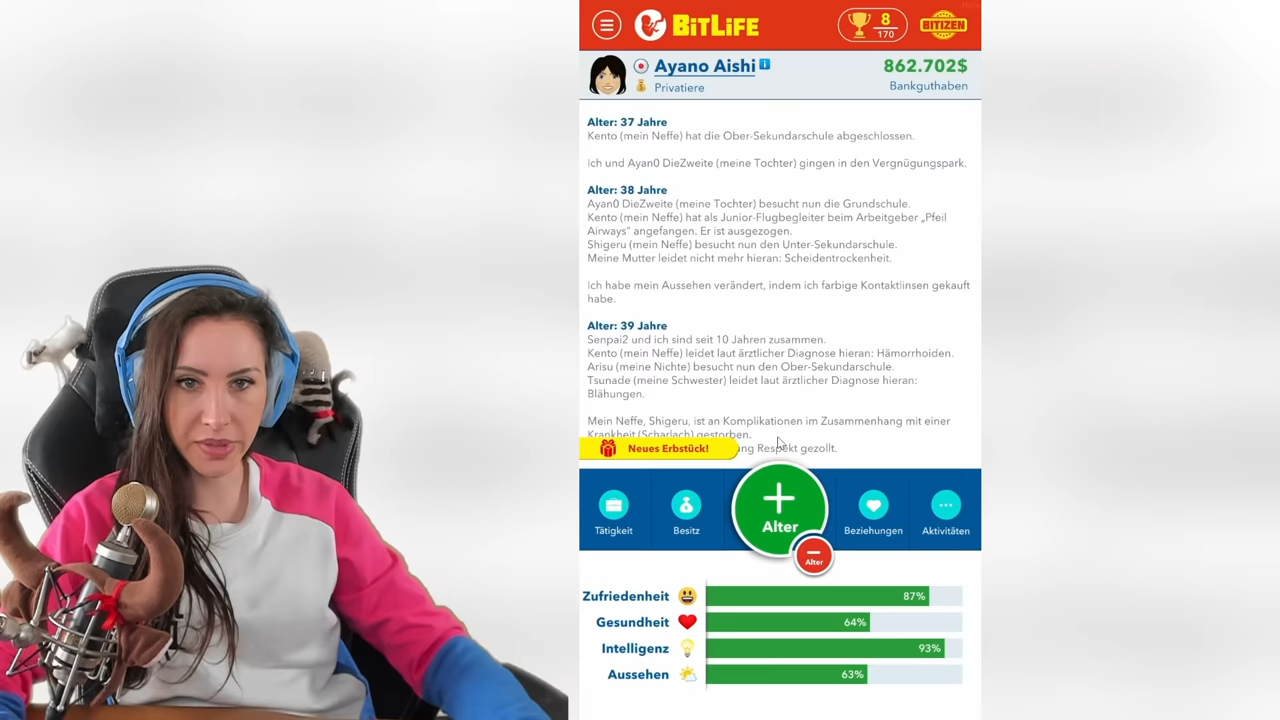 BitLife
8
170
BITIZEN
Ayano Aishi
862.702$
Privatiere
Bankguthaben
Alter: 37 Jahre
Kento (mein Neffe) hat die Ober-Sekundarschule abgeschlossen.
Ich und Ayan0 DieZweite (meine Tochter) gingen in den Vergnügungspark.
Alter: 38 Jahre
Ayan0 DieZweite (meine Tochter) besucht nun die Grundschule.
Kento (mein Neffe) hat als Junior-Flugbegleiter beim Arbeitgeber „Pfeil
Airways" angefangen. Er ist ausgezogen.
Shigeru (mein Neffe) besucht nun den Unter-Sekundarschule.
Meine Mutter leidet nicht mehr hieran: Scheidentrockenheit.
Ich habe mein Aussehen verändert, indem ich farbige Kontaktlinsen gekauft
habe.
Alter: 39 Jahre
Senpai2 und ich sind seit 10 Jahren zusammen.
Kento (mein Neffe) leidet laut ärztlicher Diagnose hieran: Hämorrhoiden.
Arisu (meine Nichte) besucht nun den Ober-Sekundarschule.
Tsunade (meine Schwester) leidet laut ärztlicher Diagnose hieran:
Blähungen.
Mein Neffe, Shigeru, ist an Komplikationen im Zusammenhang mit einer
Krankheit (Scharlach) gestorben.
Neues Erbstück!
Respekt gezollt.
Tätigkeit
Besitz
Alter
Beziehungen
Aktivitäten
Alter
Zufriedenheit
87%
Gesundheit
64%
Intelligenz
93%
Aussehen
63%